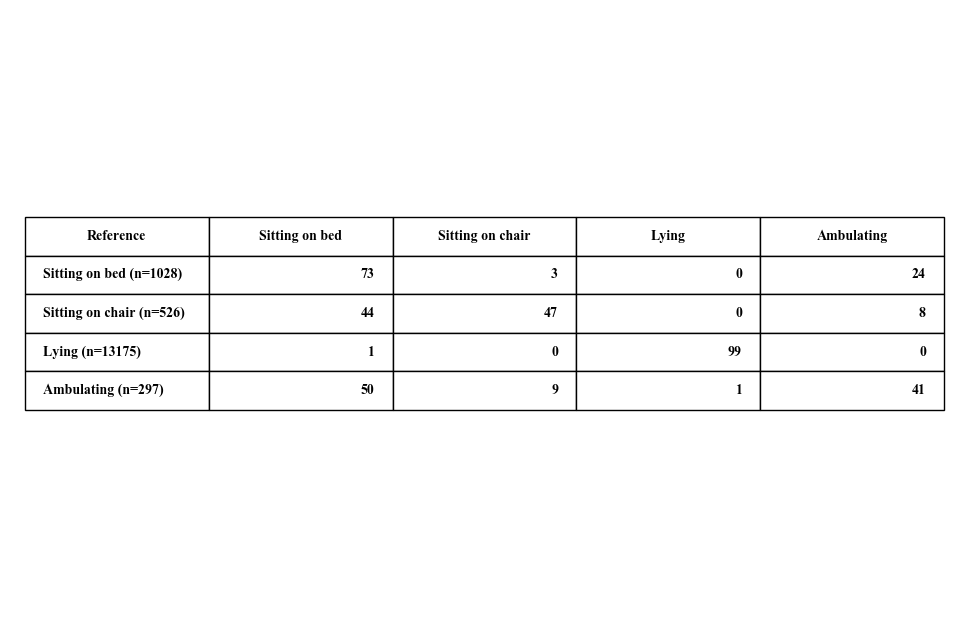 Reference Sitting on bed Sitting on chair Lying Ambulating
Sitting on bed (n=1028) 73 3 0 24
Sitting on chair (n=526) 44 47 0 8
Lying (n=13175) 1 0 99 0
Ambulating (n=297) 50 9 1 41